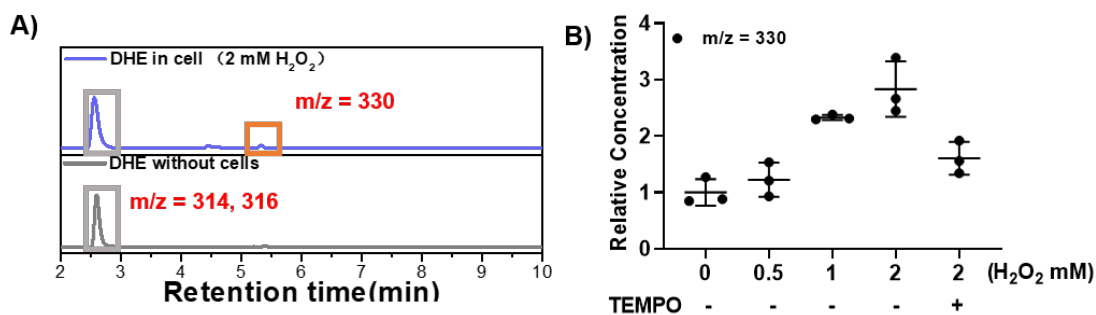 A)
DHE in cell （2 mM H₂O₂）
m/z = 330
DHE without cells
m/z = 314, 316
2 3 4 5 6 7 8 9 10
Retention time(min)
B)
m/z = 330
Relative Concentration
4
3
2
1
0
0 0.5 1 2 2 (H₂O₂ mM)
TEMPO - - - - +